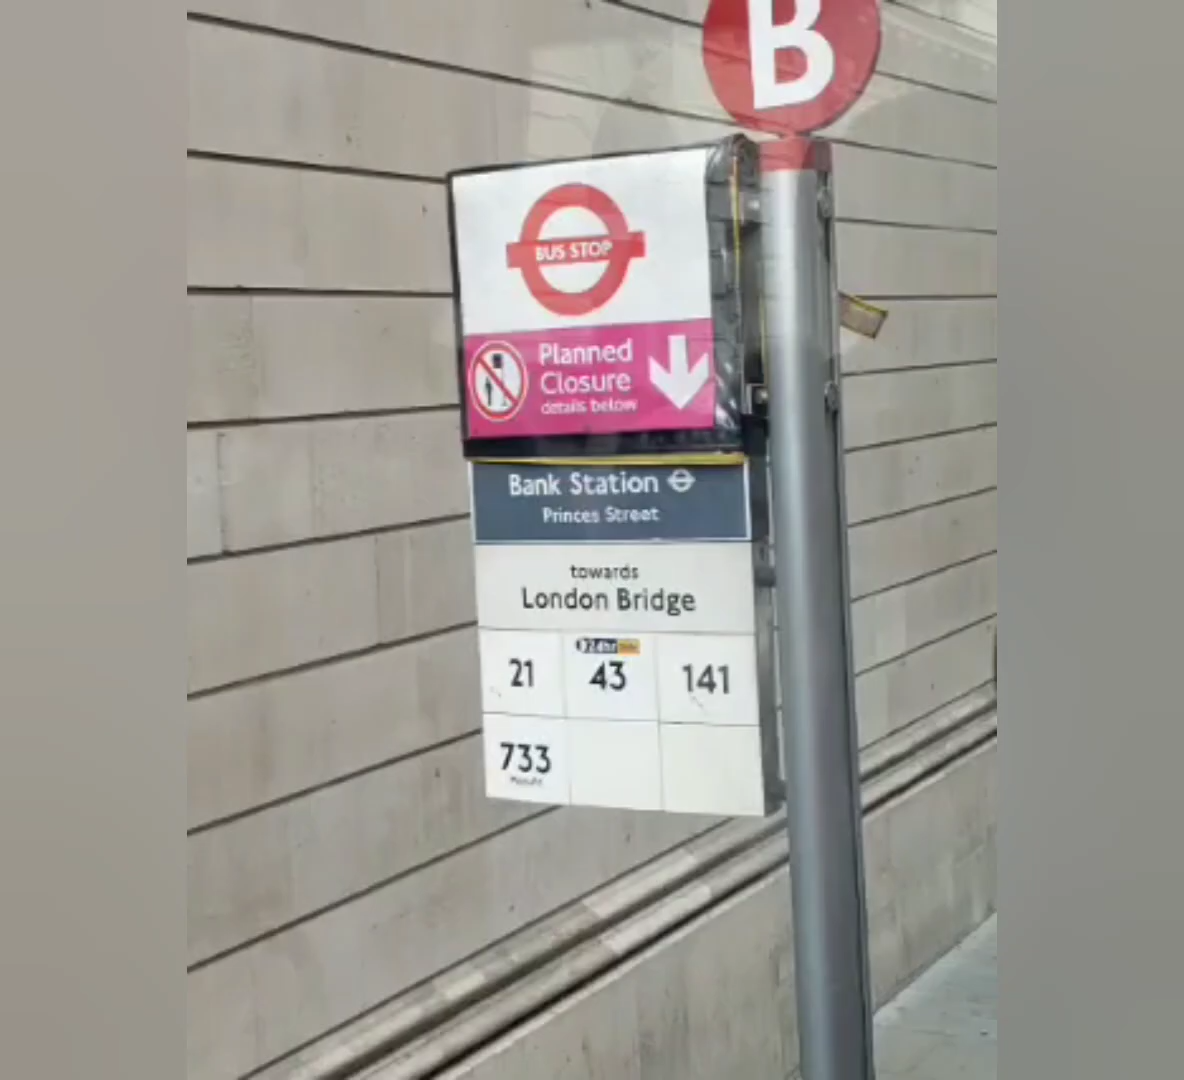 B
BUS STOP
Planned
Closure
details below
Bank Station
Princes Street
towards
London Bridge
24hr
21 43 141
733